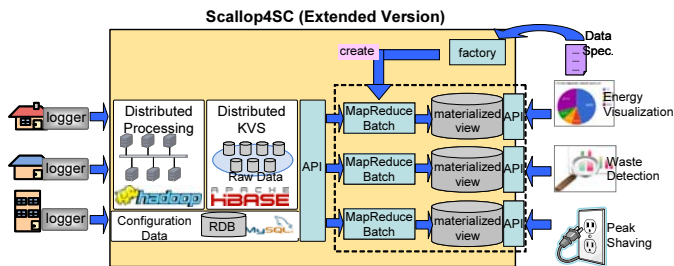 Scallop4SC (Extended Version)
create
factory
Data
Spec.
logger
logger
logger
Distributed
Processing
hadoop
Distributed
KVS
Raw Data
APACHE
HBASE
Configuration
Data
RDB
MySQL
API
MapReduce
Batch
materialized
view
API
MapReduce
Batch
materialized
view
API
MapReduce
Batch
materialized
view
API
Energy
Visualization
Waste
Detection
Peak
Shaving